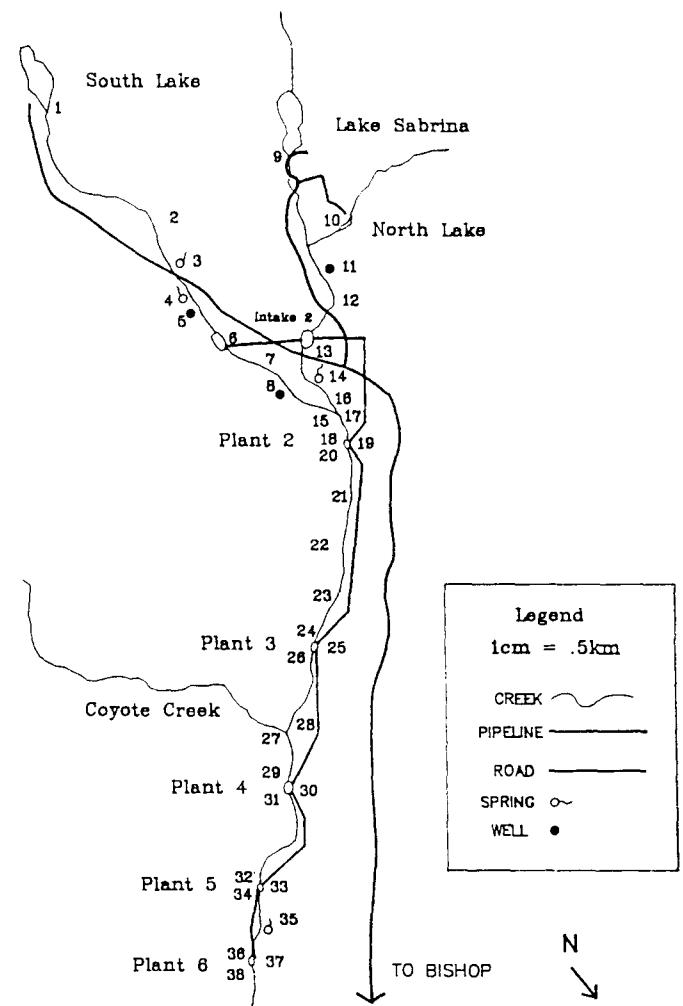 South Lake
1
Lake Sabrina
9
2
10
North Lake
3
11
4
12
5
Intake 2
6
13
7
14
8
16
15
17
Plant 2
18
19
20
21
22
23
24
Plant 3
25
26
Coyote Creek
28
27
29
Plant 4
30
31
32
Plant 5
33
34
35
36
Plant 6
37
38
TO BISHOP
N
Legend
1cm = .5km
CREEK
PIPELINE
ROAD
SPRING
WELL